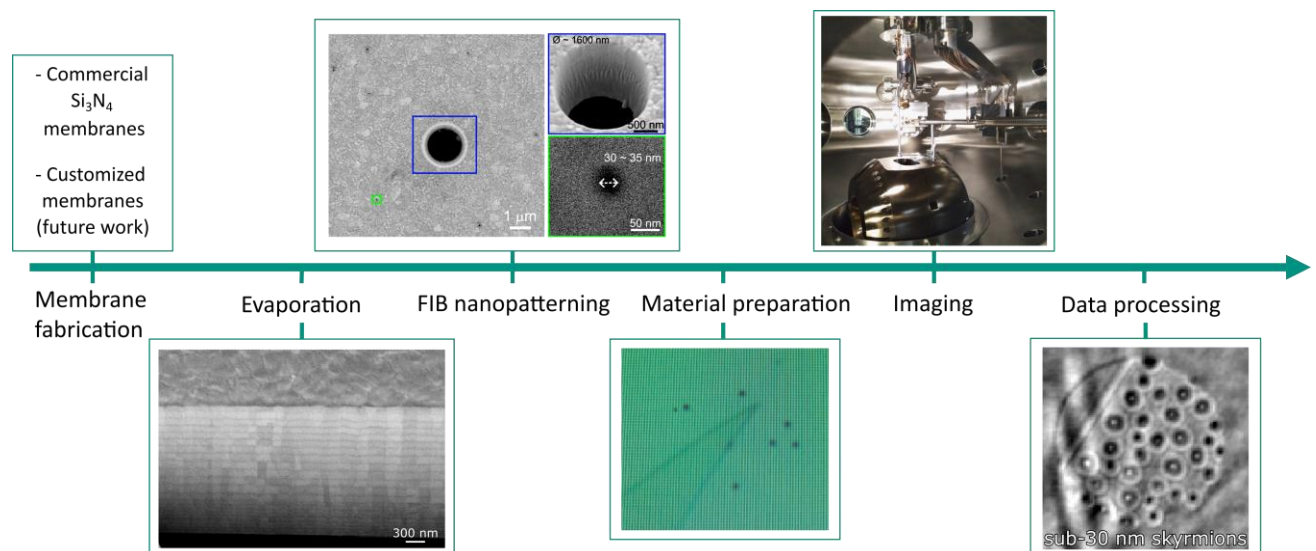 - Commercial
Si₃N₄
membranes
- Customized
membranes
(future work)
1 μm
Ø ~ 1600 nm
500 nm
30 ~ 35 nm
50 nm
Membrane
fabrication
Evaporation
FIB nanopatterning
Material preparation
Imaging
Data processing
300 nm
sub-30 nm skyrmions